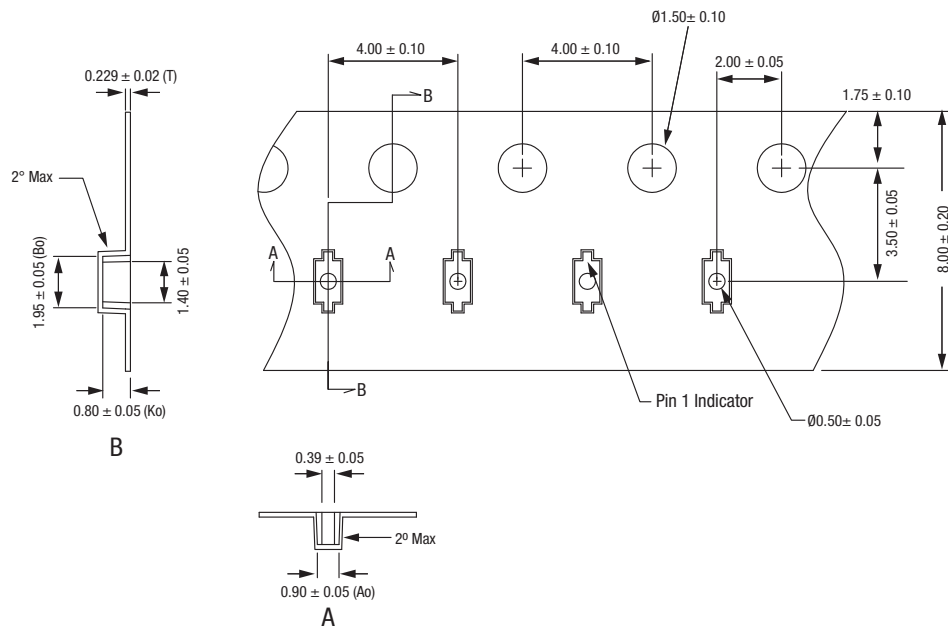 Ø1.50± 0.10
4.00 ± 0.10
4.00 ± 0.10
2.00 ± 0.05
0.229 ± 0.02 (T)
1.75 ± 0.10
B
2° Max
A
A
1.95 ± 0.05 (Bo)
1.40 ± 0.05
3.50 ± 0.05
8.00 ± 0.20
B
Pin 1 Indicator
0.80 ± 0.05 (Ko)
Ø0.50± 0.05
B
0.39 ± 0.05
2º Max
0.90 ± 0.05 (Ao)
A